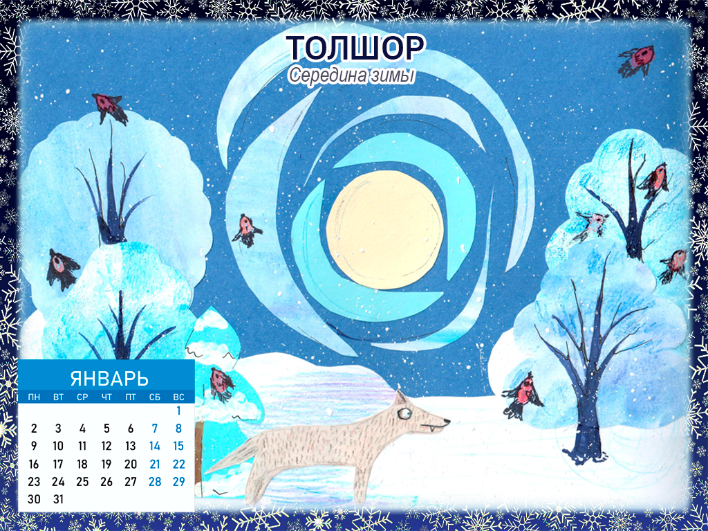 ТОЛШОР
Середина зимы
ЯНВАРЬ
ПН ВТ СР ЧТ ПТ СБ ВС
1
2 3 4 5 6 7 8
9 10 11 12 13 14 15
16 17 18 19 20 21 22
23 24 25 26 27 28 29
30 31